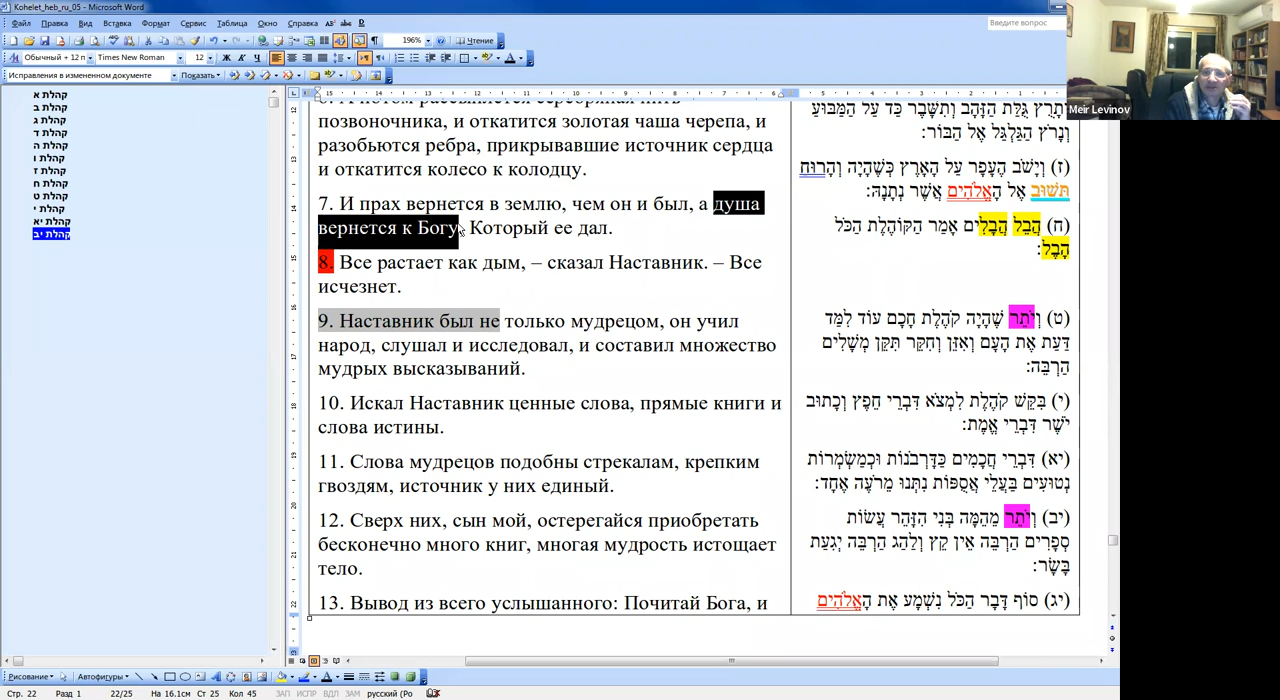 Kohelet_heb_ru_05 - Microsoft Word
Файл Правка Вид Вставка Формат Сервис Таблица Окно Справка
Введите вопрос
196% Чтение
Обычный + 12 п Times New Roman 12 Ж К Ч
Исправления в измененном документе Показать
Meir Levinov
קהלת א
קהלת ב
קהלת ג
קהלת ד
קהלת ה
קהלת ו
קהלת ז
קהלת ח
קהלת ט
קהלת י
קהלת יא
קהלת יב
позвоночника, и откатится золотая чаша черепа, и
разобьются ребра, прикрывавшие источник сердца
и откатится колесо к колодцу.
7. И прах вернется в землю, чем он и был, а душа
вернется к Богу, Который ее дал.
8. Все растает как дым, – сказал Наставник. – Все
исчезнет.
9. Наставник был не только мудрецом, он учил
народ, слушал и исследовал, и составил множество
мудрых высказываний.
10. Искал Наставник ценные слова, прямые книги и
слова истины.
11. Слова мудрецов подобны стрекалам, крепким
гвоздям, источник у них единый.
12. Сверх них, сын мой, остерегайся приобретать
бесконечно много книг, многая мудрость истощает
тело.
13. Вывод из всего услышанного: Почитай Бога, и
וְתָרֻץ גֻּלַּת הַזָּהָב וְתִשָּׁבֶר כַּד עַל הַמַּבּוּעַ
וְנָרֹץ הַגַּלְגַּל אֶל הַבּוֹר:
(ז) וְיָשֹׁב הֶעָפָר עַל הָאָרֶץ כְּשֶׁהָיָה וְהָרוּחַ
תָּשׁוּב אֶל הָאֱלֹהִים אֲשֶׁר נְתָנָהּ:
(ח) הֲבֵל הֲבָלִים אָמַר הַקּוֹהֶלֶת הַכֹּל
הָבֶל:
(ט) וְיֹתֵר שֶׁהָיָה קֹהֶלֶת חָכָם עוֹד לִמַּד
דַּעַת אֶת הָעָם וְאִזֵּן וְחִקֵּר תִּקֵּן מְשָׁלִים
הַרְבֵּה:
(י) בִּקֵּשׁ קֹהֶלֶת לִמְצֹא דִּבְרֵי חֵפֶץ וְכָתוּב
יֹשֶׁר דִּבְרֵי אֱמֶת:
(יא) דִּבְרֵי חֲכָמִים כַּדָּרְבֹנוֹת וּכְמַשְׂמְרוֹת
נְטוּעִים בַּעֲלֵי אֲסֻפּוֹת נִתְּנוּ מֵרֹעֶה אֶחָד:
(יב) וְיֹתֵר מֵהֵמָּה בְּנִי הִזָּהֵר עֲשׂוֹת
סְפָרִים הַרְבֵּה אֵין קֵץ וְלַהַג הַרְבֵּה יְגִעַת
בָּשָׂר:
(יג) סוֹף דָּבָר הַכֹּל נִשְׁמָע אֶת הָאֱלֹהִים
Рисование Автофигуры
Стр. 22 Разд 1 22/25 На 16.1см Ст 25 Кол 45 ЗАП ИСПР ВДЛ ЗАМ русский (Ро